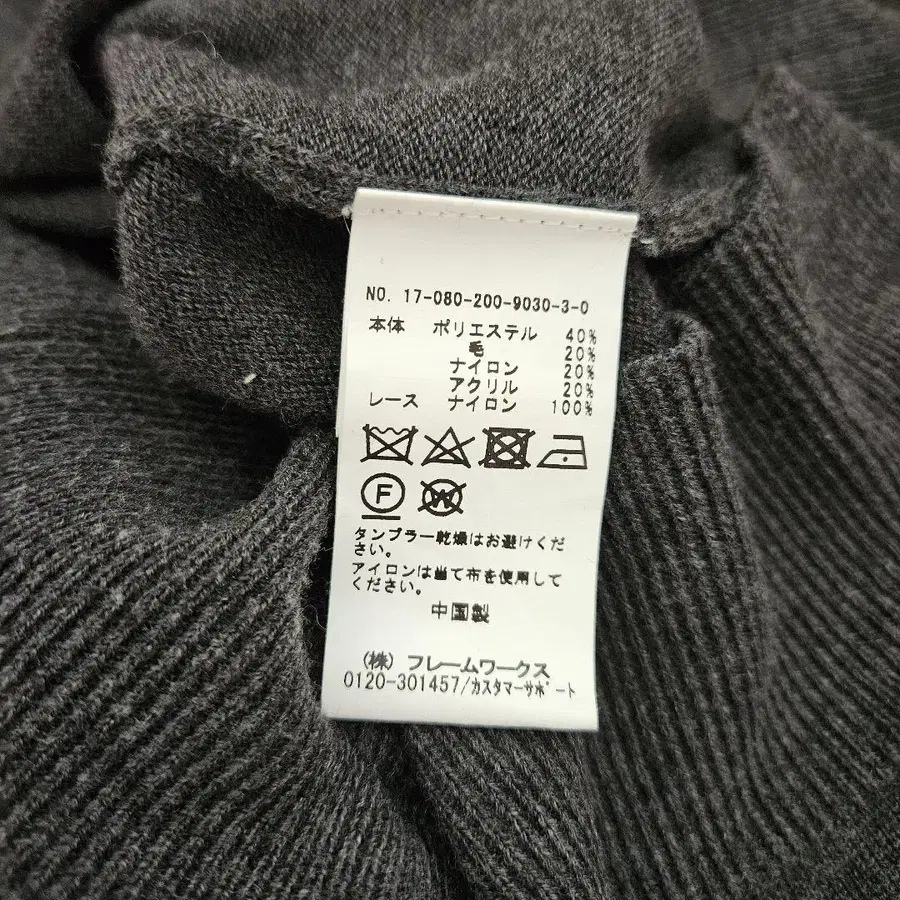 NO. 17-080-200-9030-3-0
本体 ポリエステル 40%
毛 20%
ナイロン 20%
アクリル 20%
レース ナイロン 100%
F W
タンブラー乾燥はお避けくだ
さい。
アイロンは当て布を使用して
ください。
中国製
(株) フレームワークス
0120-301457/カスタマーサポート